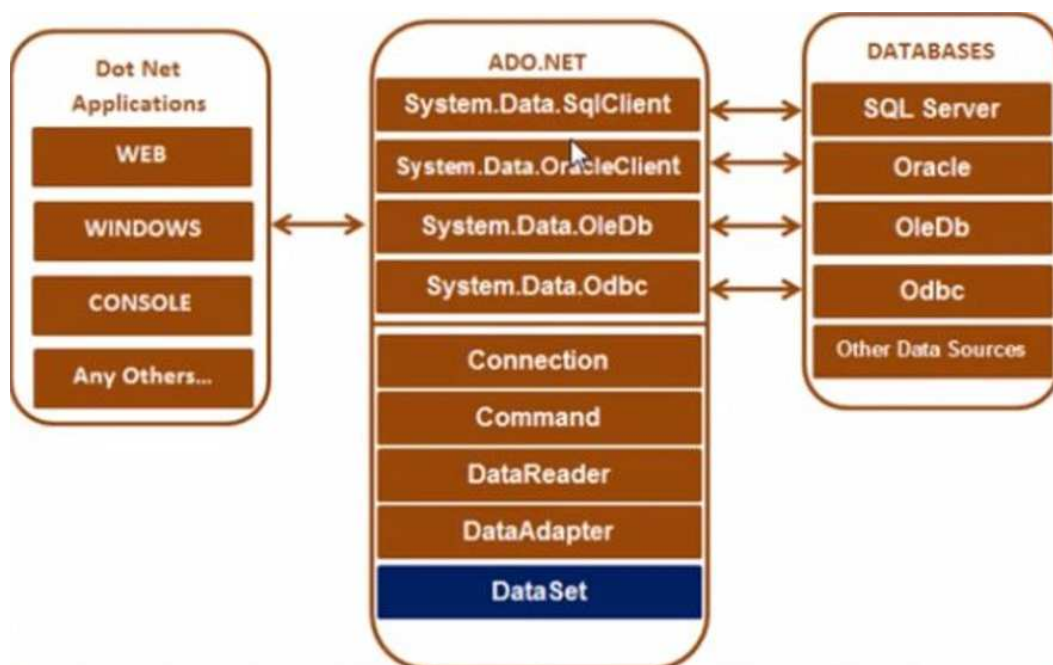 Dot Net
Applications
WEB
WINDOWS
CONSOLE
Any Others...
ADO.NET
System.Data.SqlClient
System.Data.OracleClient
System.Data.OleDb
System.Data.Odbc
Connection
Command
DataReader
DataAdapter
DataSet
DATABASES
SQL Server
Oracle
OleDb
Odbc
Other Data Sources